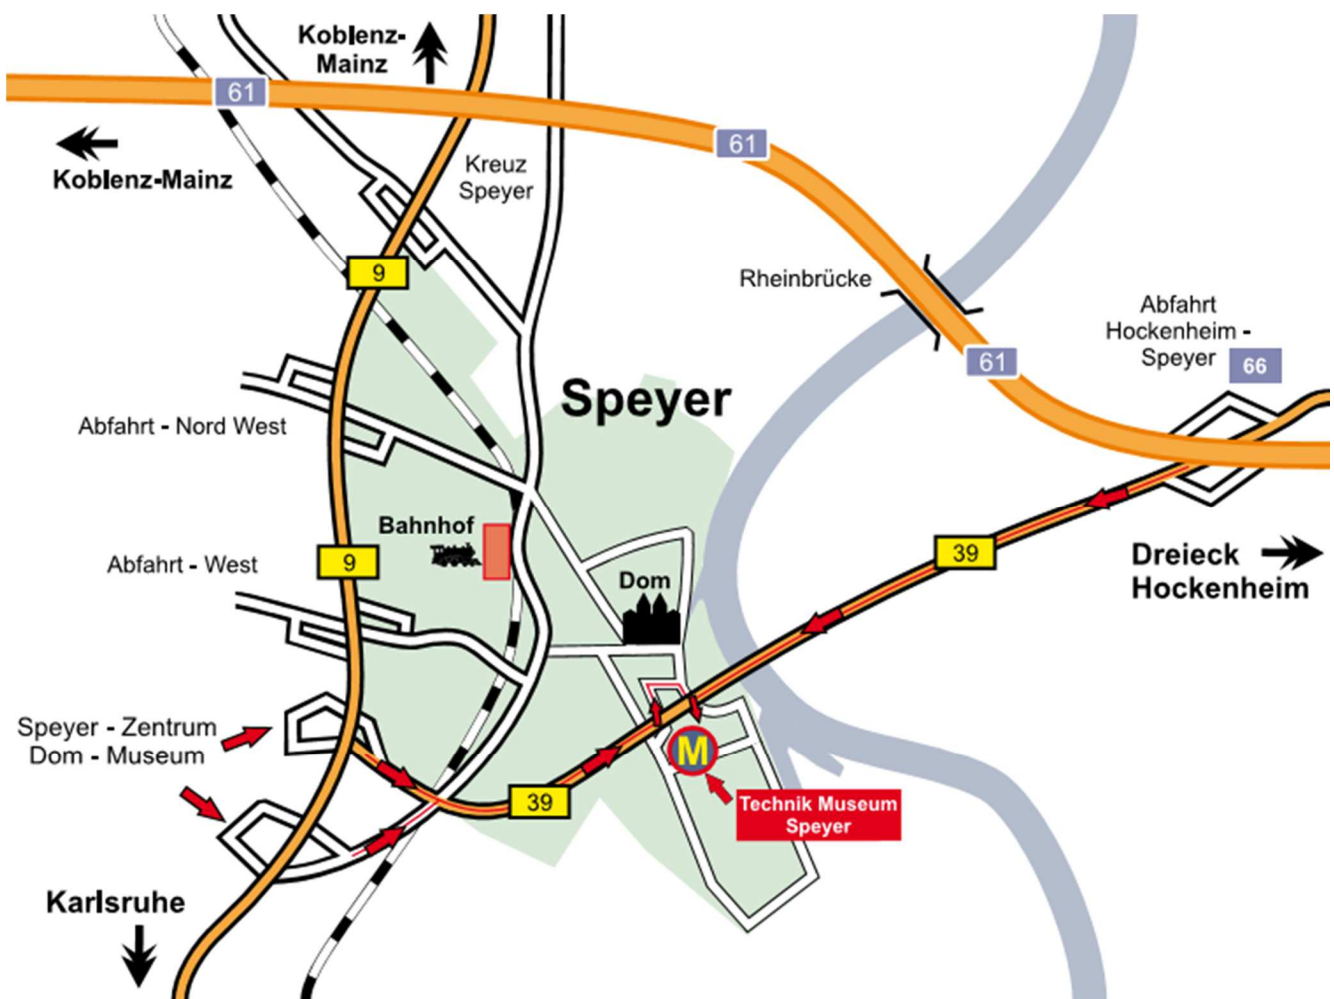 Koblenz-
Mainz
61
61
Koblenz-Mainz
Kreuz
Speyer
9
Rheinbrücke
Abfahrt
Hockenheim -
Speyer
66
61
Speyer
Abfahrt - Nord West
Bahnhof
9
Abfahrt - West
Dom
39
Dreieck
Hockenheim
Speyer - Zentrum
Dom - Museum
M
39
Technik Museum
Speyer
Karlsruhe